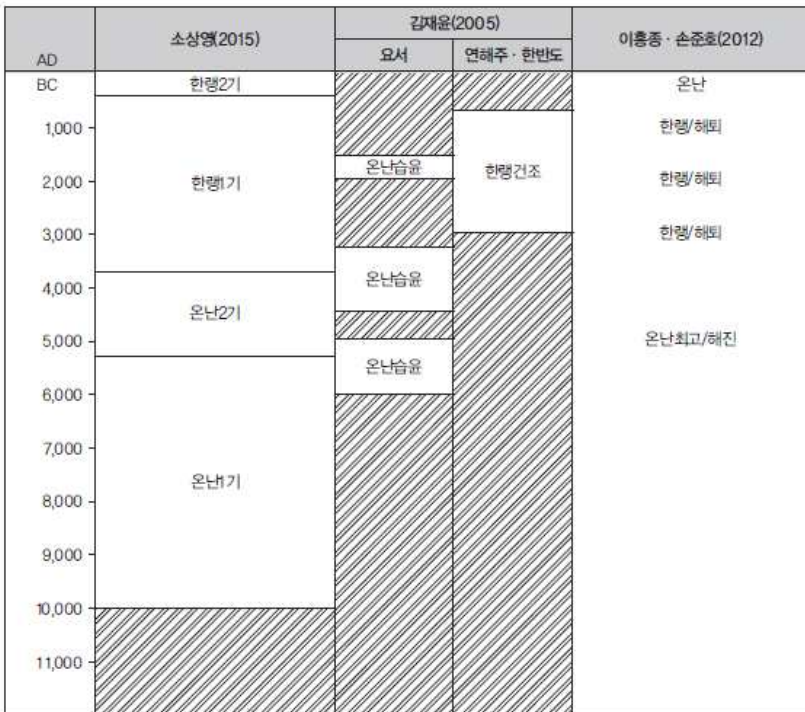 소상영(2015)
김재윤(2005)
이홍종·손준호(2012)
요서
연해주·한반도
AD
BC
한랭2기
온난
1,000
한랭/해퇴
온난습윤
한랭건조
2,000
한랭1기
한랭/해퇴
3,000
한랭/해퇴
4,000
온난습윤
온난2기
5,000
온난최고/해진
온난습윤
6,000
7,000
온난1기
8,000
9,000
10,000
11,000